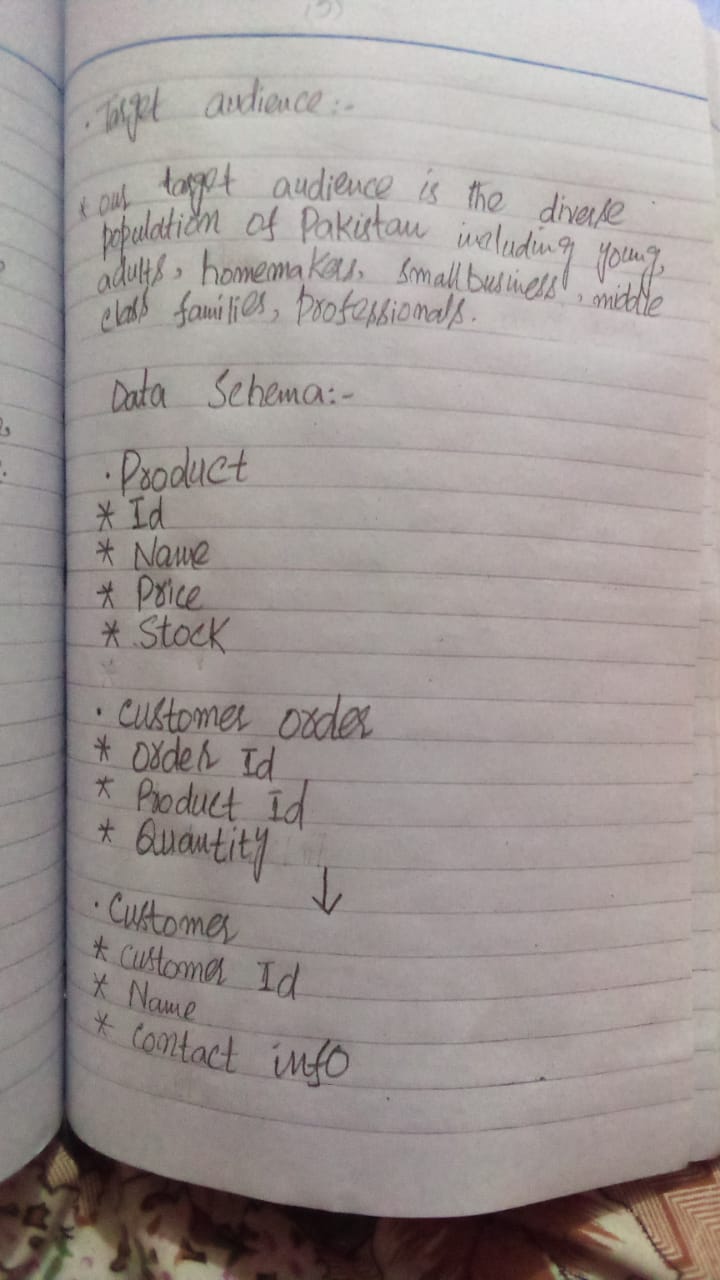 (3)
. Target audience:-
* our target audience is the diverse
population of Pakistan including young,
adults, homemakers, small business, middle
class families, professionals.
Data Schema:-
. Product
* Id
* Name
* Price
* Stock
. Customer order
* Order Id
* Product Id
* Quantity
↓
. Customer
* Customer Id
* Name
* Contact info